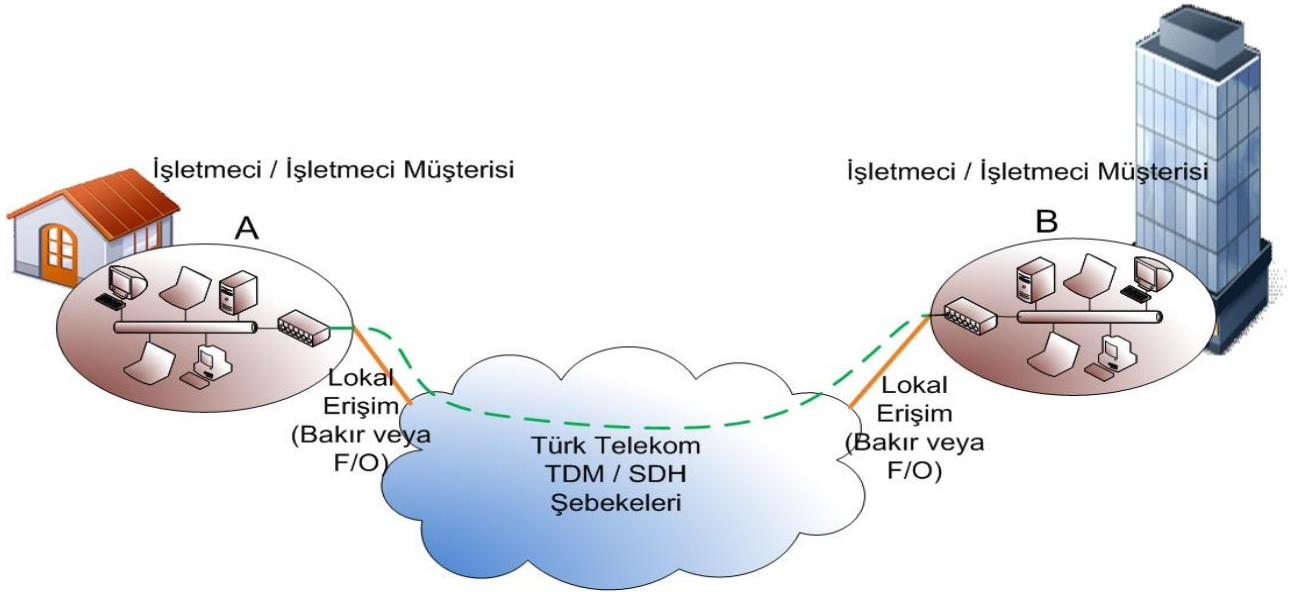 İşletmeci / İşletmeci Müşterisi
A
Lokal
Erişim
(Bakır veya
F/O)
Türk Telekom
TDM / SDH
Şebekeleri
İşletmeci / İşletmeci Müşterisi
B
Lokal
Erişim
(Bakır veya
F/O)